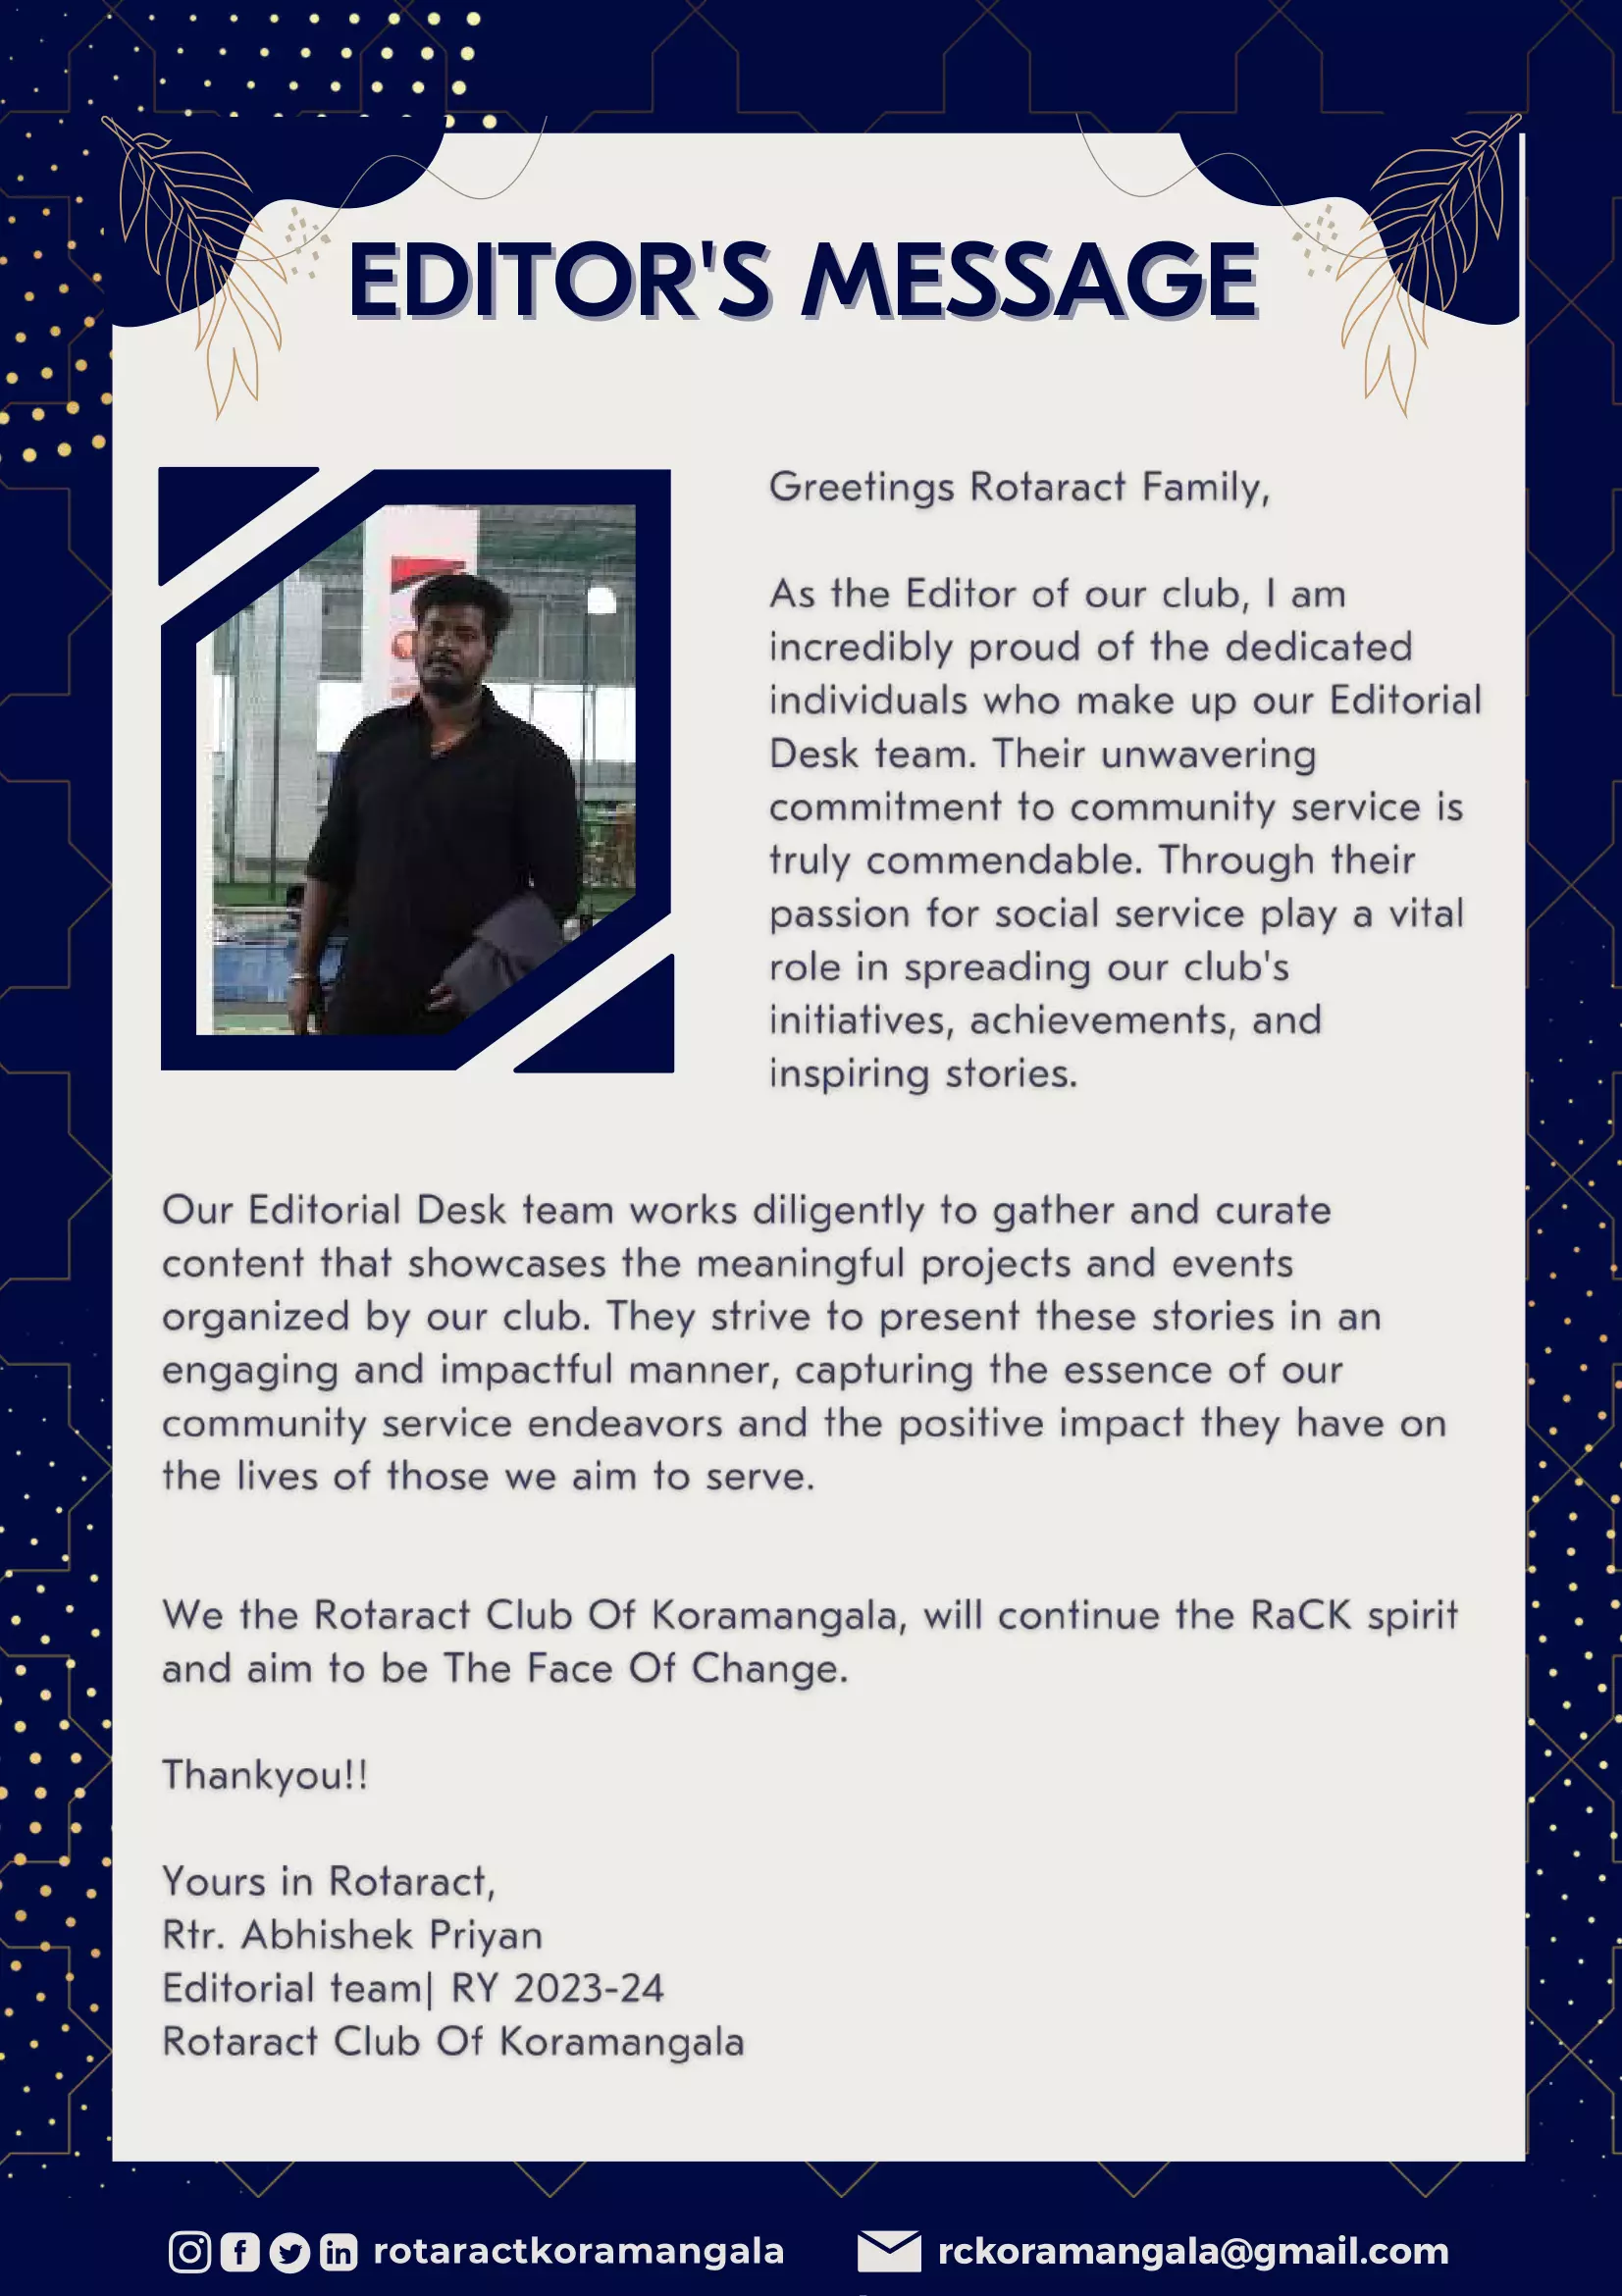 EDITOR'S MESSAGE
Greetings Rotaract Family,
As the Editor of our club, I am
incredibly proud of the dedicated
individuals who make up our Editorial
Desk team. Their unwavering
commitment to community service is
truly commendable. Through their
passion for social service play a vital
role in spreading our club's
initiatives, achievements, and
inspiring stories.
Our Editorial Desk team works diligently to gather and curate
content that showcases the meaningful projects and events
organized by our club. They strive to present these stories in an
engaging and impactful manner, capturing the essence of our
community service endeavors and the positive impact they have on
the lives of those we aim to serve.
We the Rotaract Club Of Koramangala, will continue the RaCK spirit
and aim to be The Face Of Change.
Thankyou!!
Yours in Rotaract,
Rtr. Abhishek Priyan
Editorial team| RY 2023-24
Rotaract Club Of Koramangala
rotaractkoramangala
rckoramangala@gmail.com